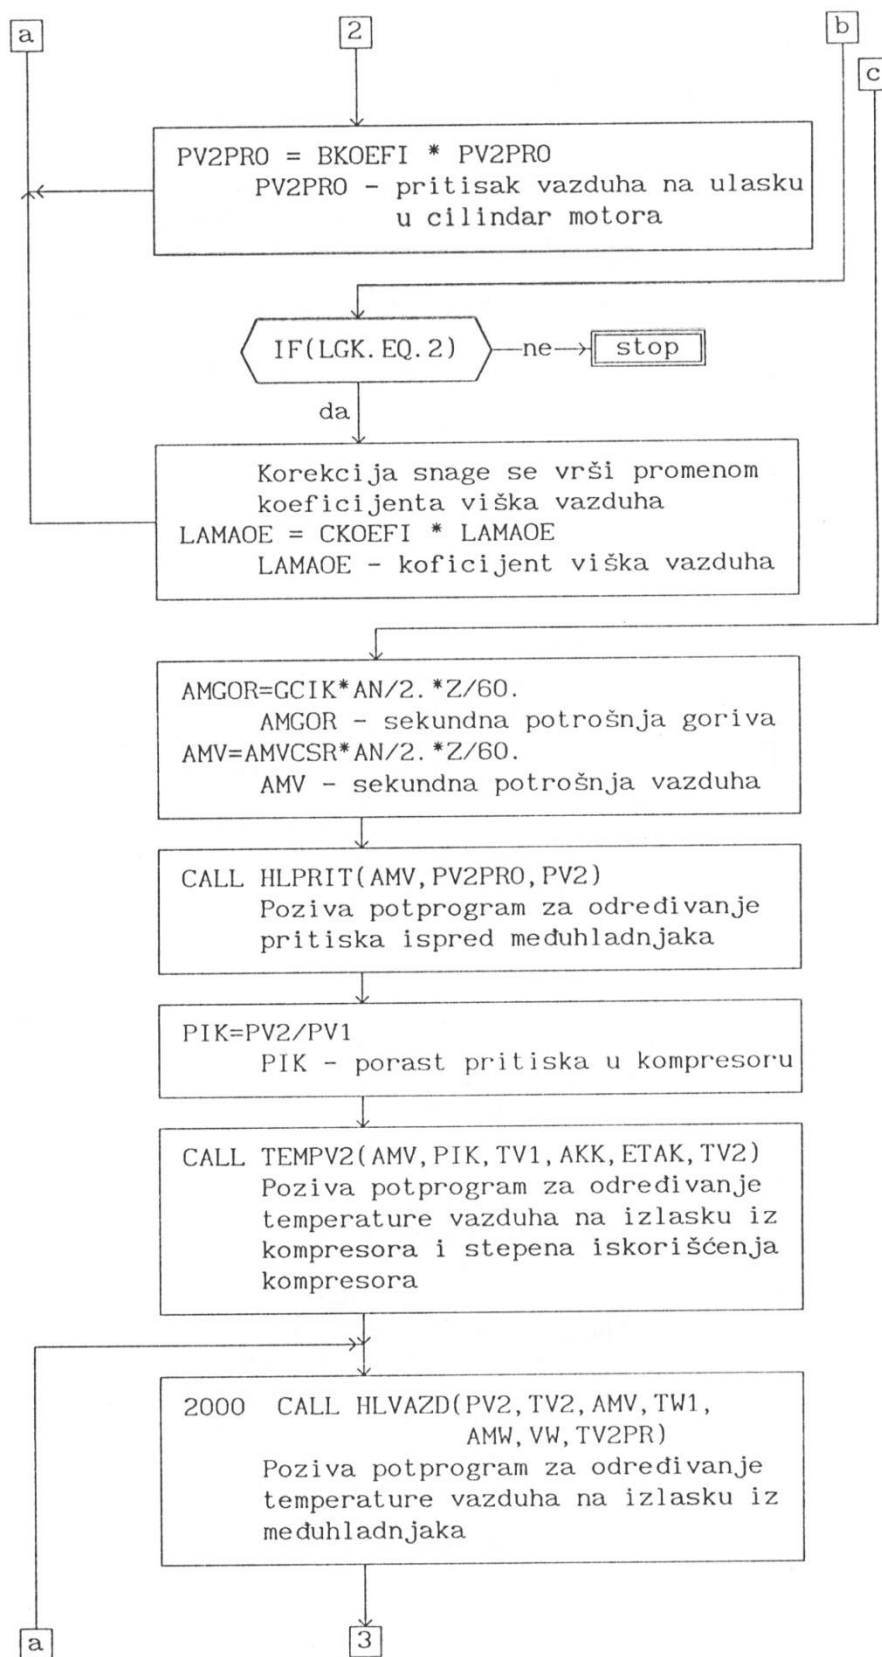 a
2
b
c
PV2PRO = BKOEFI * PV2PRO
PV2PRO - pritisak vazduha na ulasku
u cilindar motora
IF(LGK.EQ.2)
ne
stop
da
Korekcija snage se vrši promenom
koeficijenta viška vazduha
LAMAOE = CKOEFI * LAMAOE
LAMAOE - koficijent viška vazduha
AMGOR=GCIK*AN/2.*Z/60.
AMGOR - sekundna potrošnja goriva
AMV=AMVCSR*AN/2.*Z/60.
AMV - sekundna potrošnja vazduha
CALL HLPRIT(AMV,PV2PRO,PV2)
Poziva potprogram za određivanje
pritiska ispred međuhladnjaka
PIK=PV2/PV1
PIK - porast pritiska u kompresoru
CALL TEMPV2(AMV,PIK,TV1,AKK,ETAK,TV2)
Poziva potprogram za određivanje
temperature vazduha na izlasku iz
kompresora i stepena iskorišćenja
kompresora
2000 CALL HLVAZD(PV2,TV2,AMV,TW1,
AMW,VW,TV2PR)
Poziva potprogram za određivanje
temperature vazduha na izlasku iz
međuhladnjaka
a
3